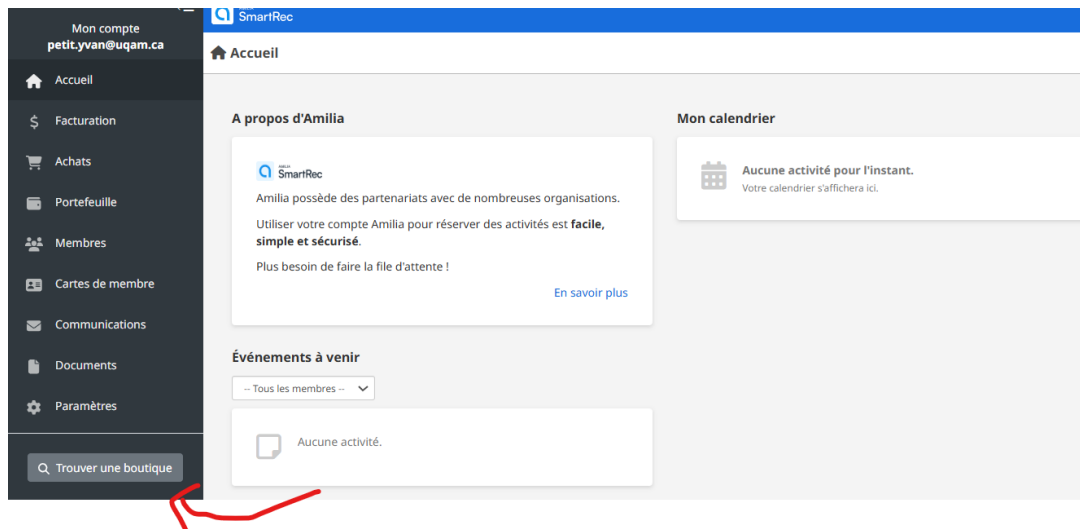 Mon compte
petit.yvan@uqam.ca
Accueil
Facturation
Achats
Portefeuille
Membres
Cartes de membre
Communications
Documents
Paramètres
Trouver une boutique
SmartRec
Accueil
A propos d'Amilia
AMILIA
SmartRec
Amilia possède des partenariats avec de nombreuses organisations.
Utiliser votre compte Amilia pour réserver des activités est facile,
simple et sécurisé.
Plus besoin de faire la file d'attente !
En savoir plus
Événements à venir
-- Tous les membres --
Aucune activité.
Mon calendrier
Aucune activité pour l'instant.
Votre calendrier s'affichera ici.